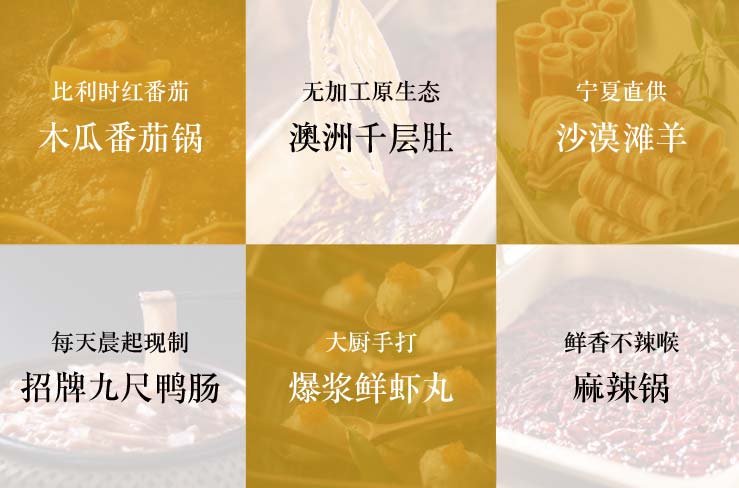 比利时红番茄
木瓜番茄锅
无加工原生态
澳洲千层肚
宁夏直供
沙漠滩羊
每天晨起现制
招牌九尺鸭肠
大厨手打
爆浆鲜虾丸
鲜香不辣喉
麻辣锅